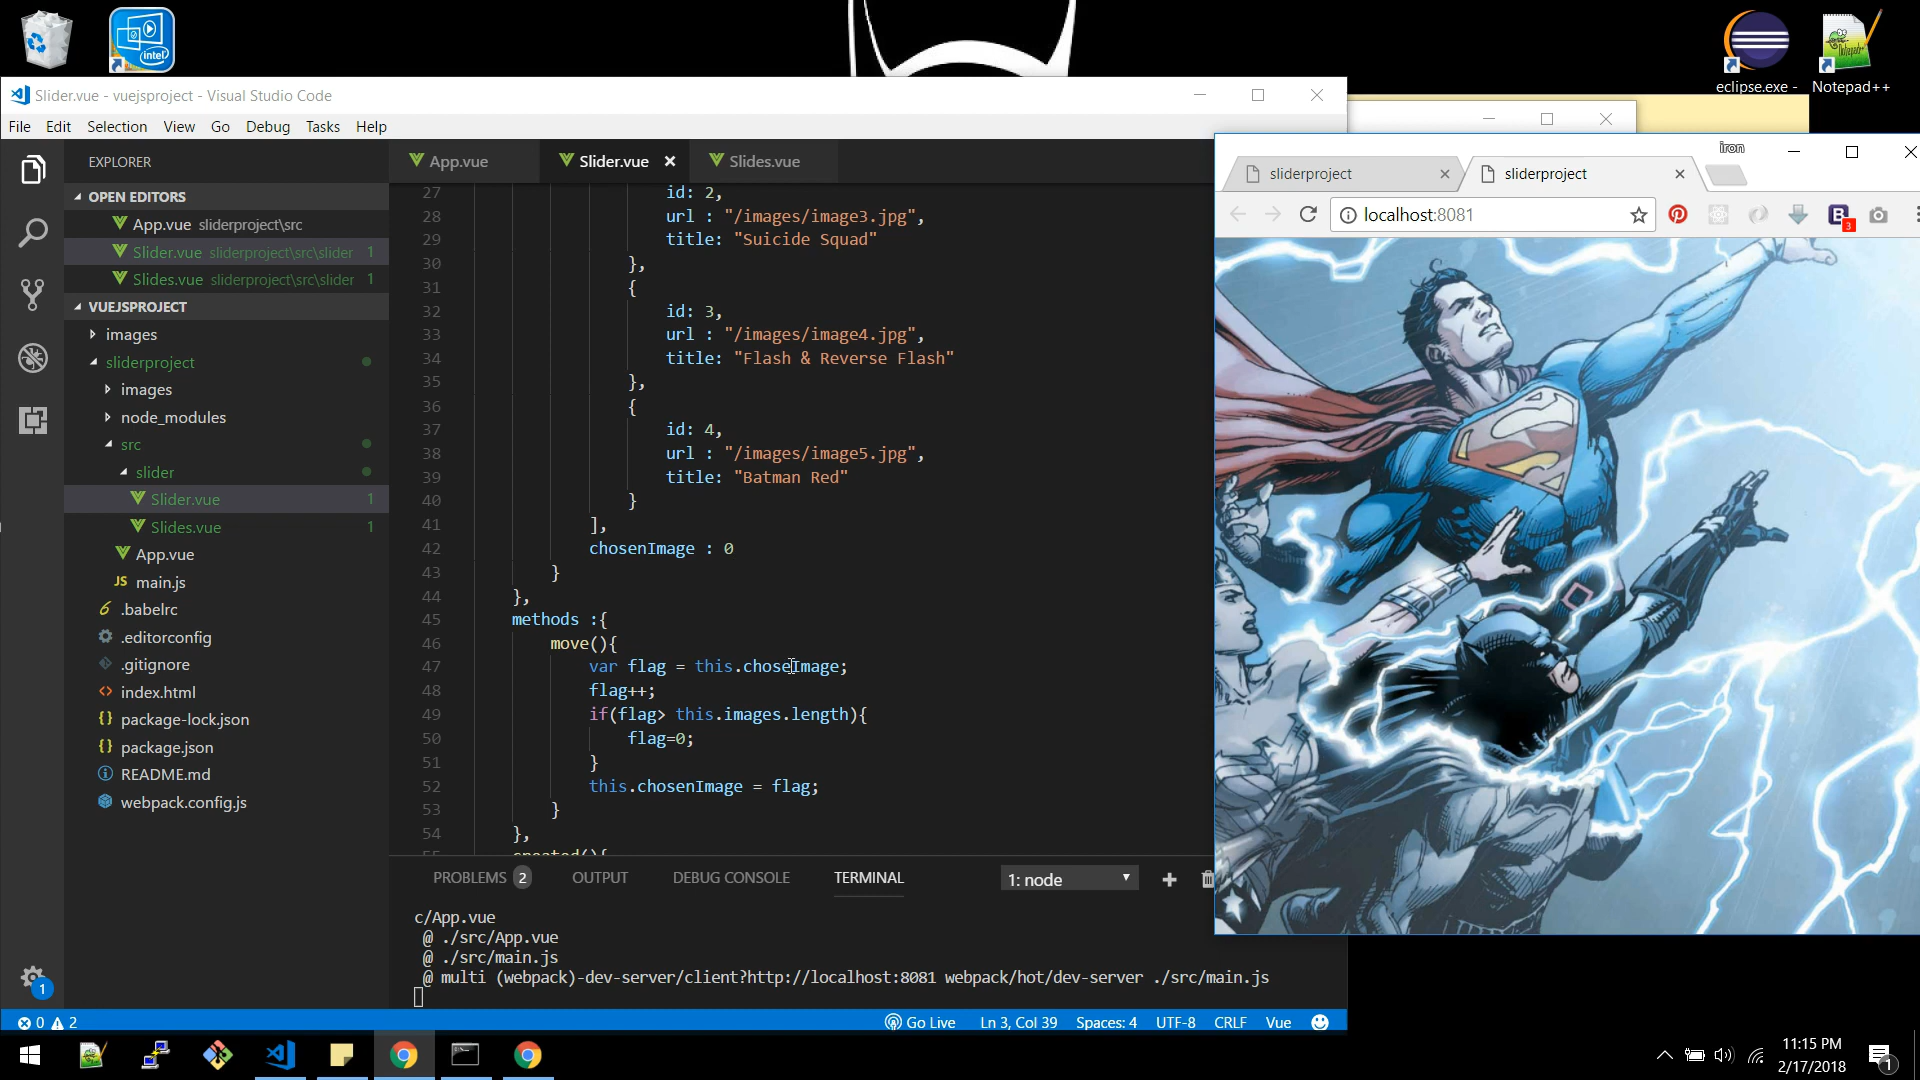 intel
eclipse.exe -
Notepad++
Slider.vue - vuejsproject - Visual Studio Code
File Edit Selection View Go Debug Tasks Help
EXPLORER
OPEN EDITORS
App.vue sliderproject\src
Slider.vue sliderproject\src\slider 1
Slides.vue sliderproject\src\slider 1
VUEJSPROJECT
images
sliderproject
images
node_modules
src
slider
Slider.vue 1
Slides.vue 1
App.vue
JS main.js
.babelrc
.editorconfig
.gitignore
index.html
package-lock.json
package.json
README.md
webpack.config.js
App.vue Slider.vue Slides.vue
27 id: 2,
28 url : "/images/image3.jpg",
29 title: "Suicide Squad"
30 },
31 {
32 id: 3,
33 url : "/images/image4.jpg",
34 title: "Flash & Reverse Flash"
35 },
36 {
37 id: 4,
38 url : "/images/image5.jpg",
39 title: "Batman Red"
40 }
41 ],
42 chosenImage : 0
43 }
44 },
45 methods :{
46 move(){
47 var flag = this.choseImage;
48 flag++;
49 if(flag> this.images.length){
50 flag=0;
51 }
52 this.chosenImage = flag;
53 }
54 },
55 created(){
PROBLEMS 2 OUTPUT DEBUG CONSOLE TERMINAL 1: node
c/App.vue
@ ./src/App.vue
@ ./src/main.js
@ multi (webpack)-dev-server/client?http://localhost:8081 webpack/hot/dev-server ./src/main.js
1
0 2 Go Live Ln 3, Col 39 Spaces: 4 UTF-8 CRLF Vue
iron
sliderproject sliderproject
localhost:8081
B 3
11:15 PM
2/17/2018
1